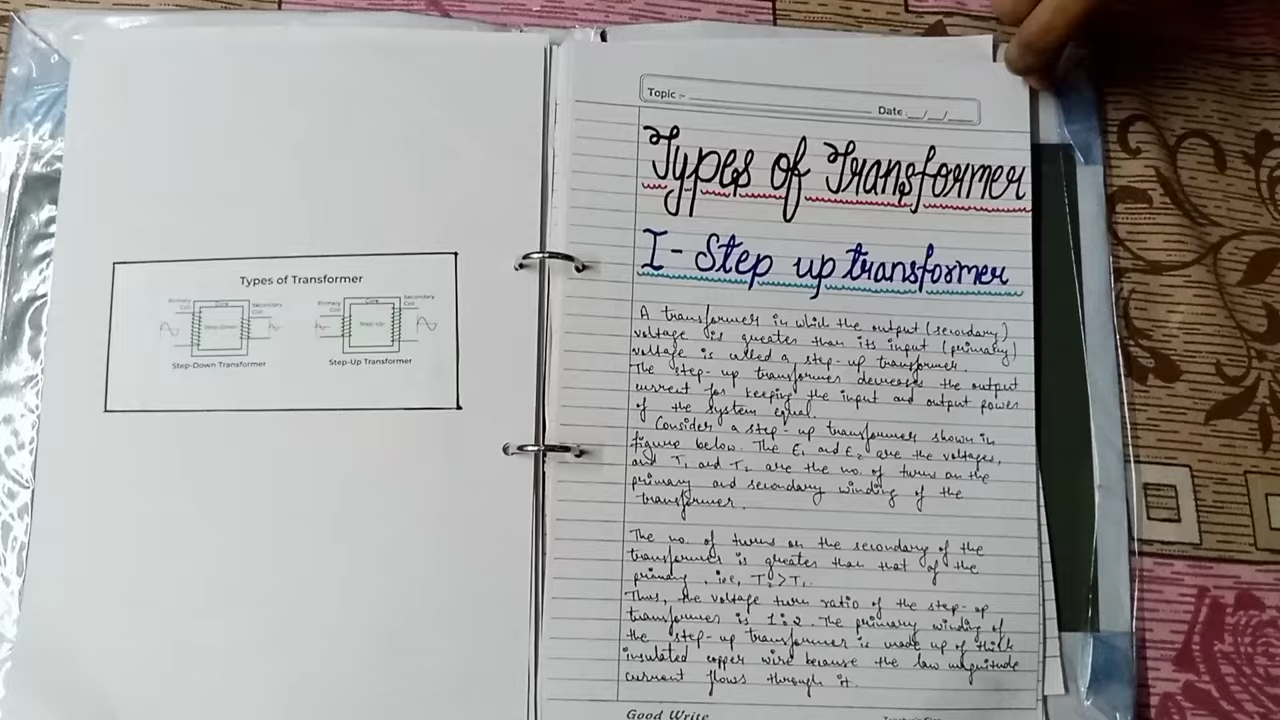 Types of Transformer
Primary Coil
Core
Secondary Coil
Step-Down
Step-Down Transformer
Primary Coil
Core
Secondary Coil
Step-Up
Step-Up Transformer
Topic :- Date :__/__/__
Types of Transformer
I - Step up transformer
A transformer in which the output (secondary)
voltage is greater than its input (primary)
voltage is called a step-up transformer.
The step-up transformer decreases the output
current for keeping the input and output power
of the system equal.
Consider a step-up transformer shown in
figure below. The E₁ and E₂ are the voltages,
and T₁ and T₂ are the no. of turns on the
primary and secondary winding of the
transformer.
The no. of turns on the secondary of the
transformer is greater than that of the
primary, i.e, T₂>T₁.
Thus, the voltage turn ratio of the step-up
transformer is 1:2. The primary winding of
the step-up transformer is made up of thick
insulated copper wire because the low magnitude
current flows through it.
Good Write